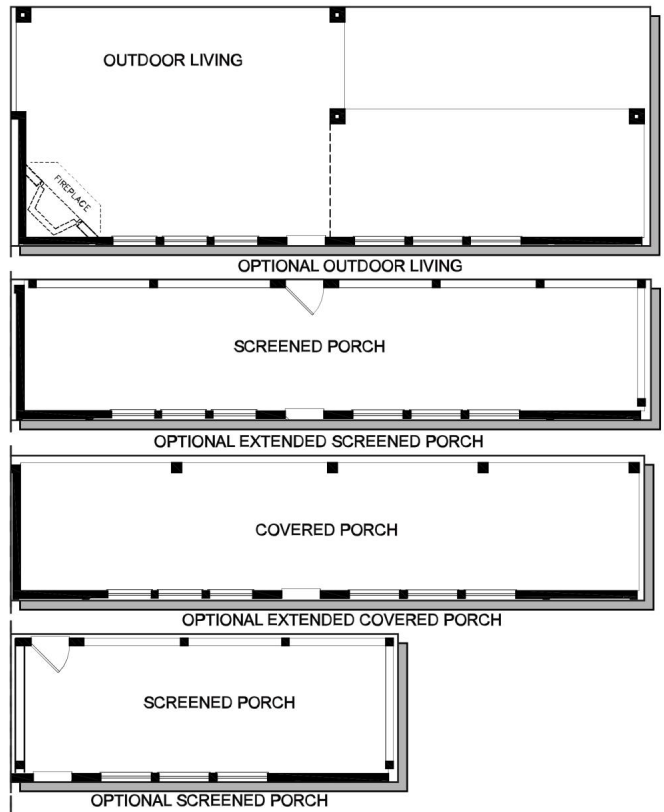 OUTDOOR LIVING
FIREPLACE
OPTIONAL OUTDOOR LIVING
SCREENED PORCH
OPTIONAL EXTENDED SCREENED PORCH
COVERED PORCH
OPTIONAL EXTENDED COVERED PORCH
SCREENED PORCH
OPTIONAL SCREENED PORCH